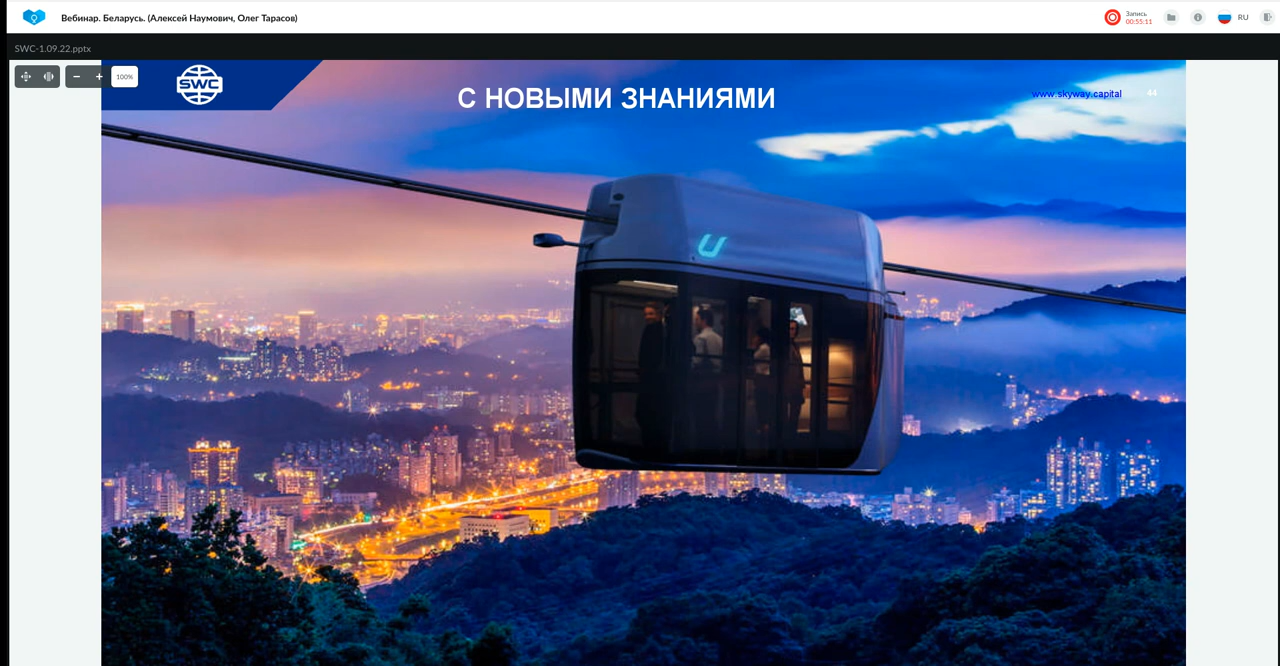 Вебинар. Беларусь. (Алексей Наумович, Олег Тарасов)
Запись
00:55:11
RU
SWC-1.09.22.pptx
100%
SWC
С НОВЫМИ ЗНАНИЯМИ
www.skyway.capital
44
U